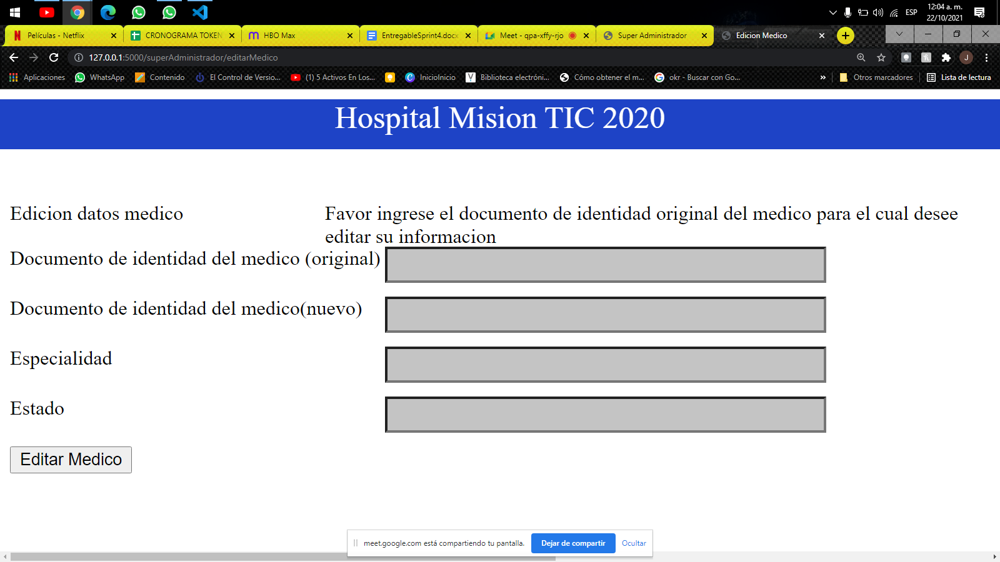 ESP
12:04 a. m.
22/10/2021
Películas - Netflix
CRONOGRAMA TOKEN
HBO Max
EntregableSprint4.docx
Meet - qpa-xffy-rjo
Super Administrador
Edicion Medico
127.0.0.1:5000/superAdministrador/editarMedico
J
Aplicaciones
WhatsApp
Contenido
El Control de Versio...
(1) 5 Activos En Los...
InicioInicio
Biblioteca electróni...
Cómo obtener el m...
okr - Buscar con Go...
»
Otros marcadores
Lista de lectura
Hospital Mision TIC 2020
Edicion datos medico
Favor ingrese el documento de identidad original del medico para el cual desee
editar su informacion
Documento de identidad del medico (original)
Documento de identidad del medico(nuevo)
Especialidad
Estado
Editar Medico
meet.google.com está compartiendo tu pantalla.
Dejar de compartir
Ocultar